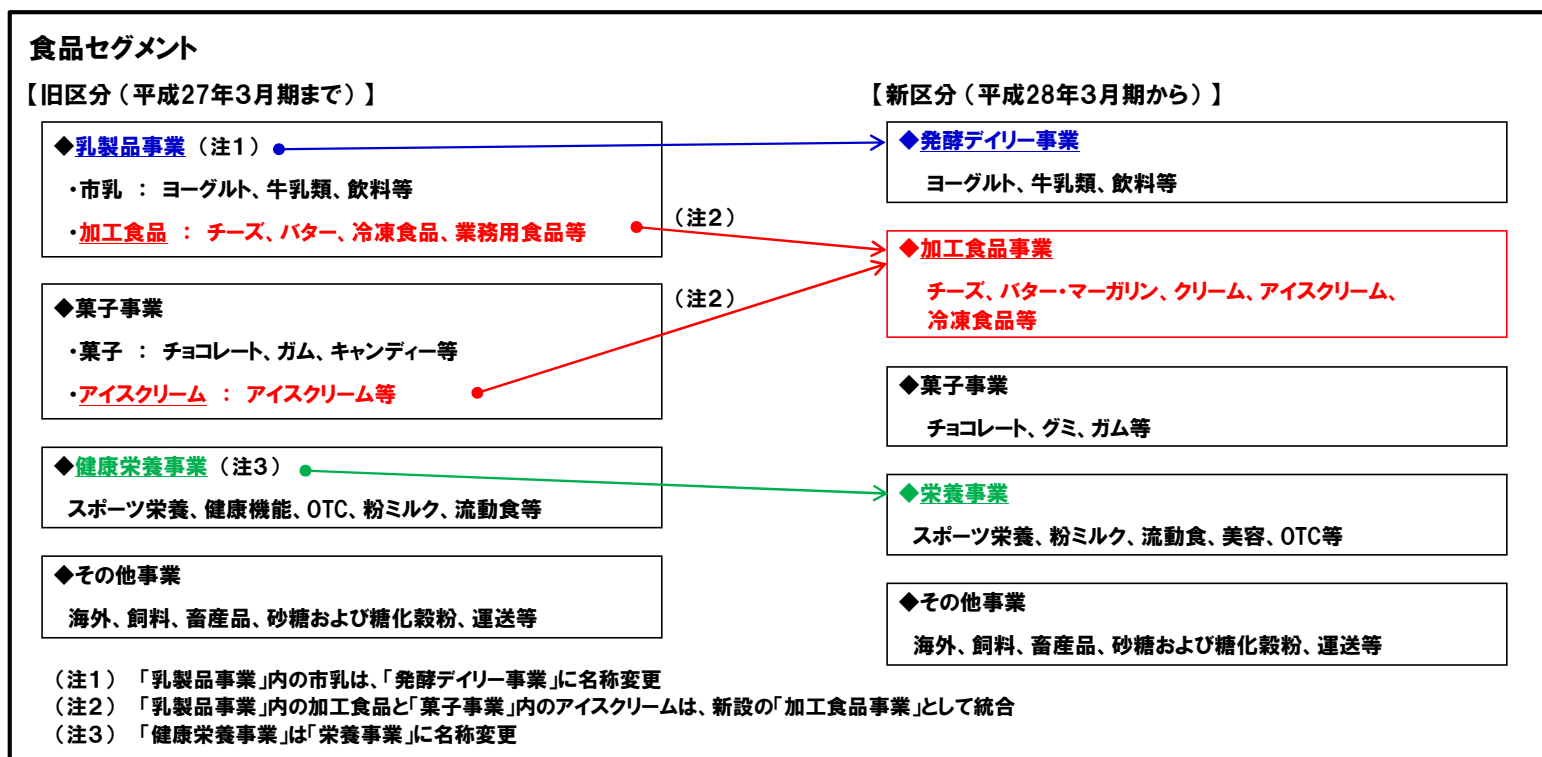 食品セグメント
【旧区分（平成27年3月期まで）】
◆乳製品事業（注1）
・市乳 ： ヨーグルト、牛乳類、飲料等
・加工食品 ： チーズ、バター、冷凍食品、業務用食品等
（注2）
◆菓子事業
・菓子 ： チョコレート、ガム、キャンディー等
・アイスクリーム ： アイスクリーム等
（注2）
◆健康栄養事業（注3）
スポーツ栄養、健康機能、OTC、粉ミルク、流動食等
◆その他事業
海外、飼料、畜産品、砂糖および糖化穀粉、運送等
【新区分（平成28年3月期から）】
◆発酵デイリー事業
ヨーグルト、牛乳類、飲料等
◆加工食品事業
チーズ、バター・マーガリン、クリーム、アイスクリーム、
冷凍食品等
◆菓子事業
チョコレート、グミ、ガム等
◆栄養事業
スポーツ栄養、粉ミルク、流動食、美容、OTC等
◆その他事業
海外、飼料、畜産品、砂糖および糖化穀粉、運送等
（注1） 「乳製品事業」内の市乳は、「発酵デイリー事業」に名称変更
（注2） 「乳製品事業」内の加工食品と「菓子事業」内のアイスクリームは、新設の「加工食品事業」として統合
（注3） 「健康栄養事業」は「栄養事業」に名称変更